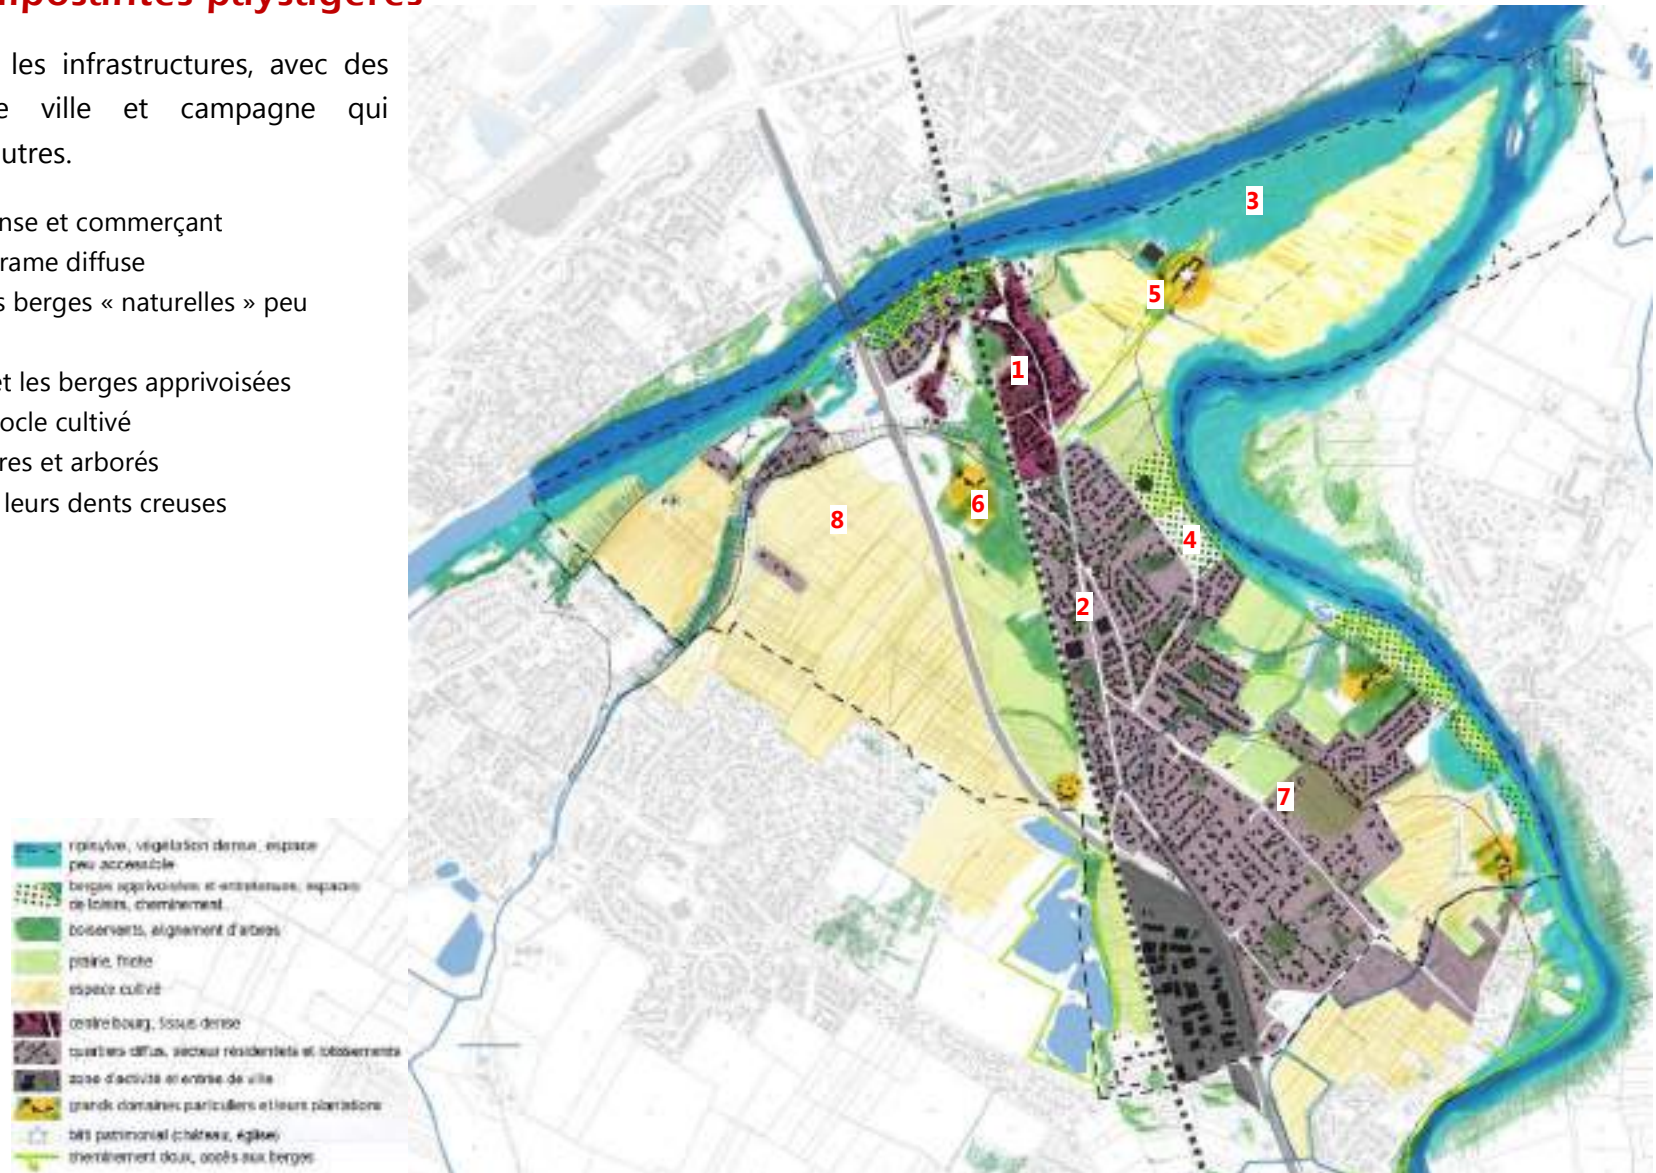 mposantes paysagères
les infrastructures, avec des
e ville et campagne qui
utres.
nse et commerçant
rame diffuse
s berges « naturelles » peu
et les berges apprivoisées
ocle cultivé
res et arborés
leurs dents creuses
1
2
3
4
5
6
7
8
ripisylve, végétation dense, espace
peu accessible
berges apprivoisées et entretenues, espaces
de loisirs, cheminement...
boisements, alignement d'arbres
prairie, friche
espace cultivé
centre bourg, tissus dense
quartiers diffus, secteur résidentiels et lotissements
zone d'activité et entrée de ville
grands domaines particuliers et leurs plantations
bâti patrimonial (château, église)
cheminement doux, accès aux berges